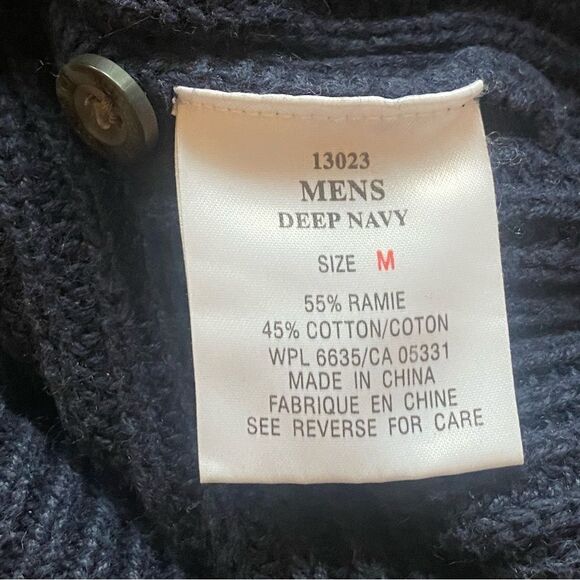 13023
MENS
DEEP NAVY
SIZE M
55% RAMIE
45% COTTON/COTON
WPL 6635/CA 05331
MADE IN CHINA
FABRIQUE EN CHINE
SEE REVERSE FOR CARE